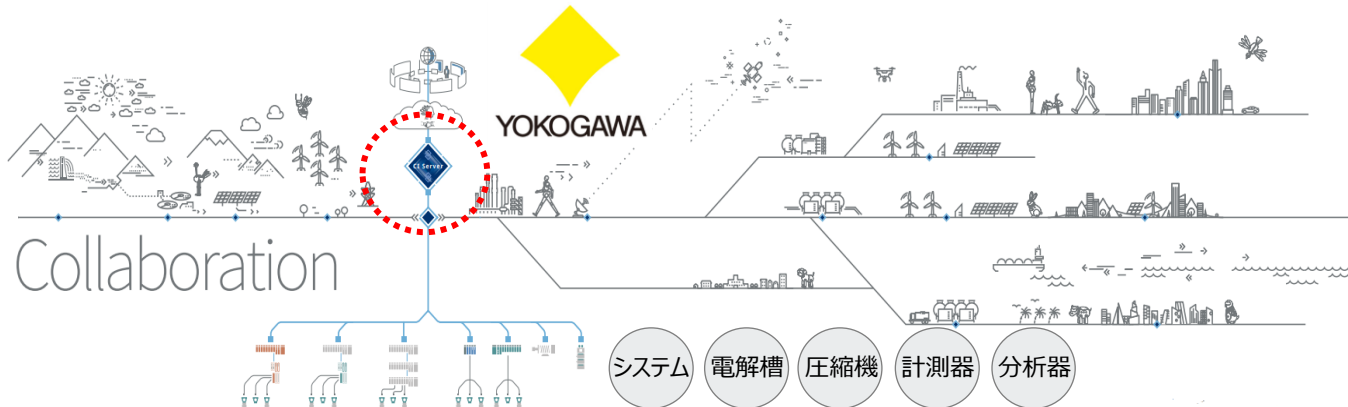 YOKOGAWA
CI Server
Collaboration
システム
電解槽
圧縮機
計測器
分析器